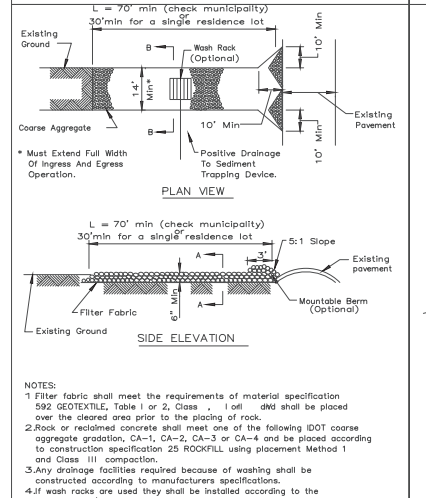 L = 70' min (check municipality)
or
30'min for a single residence lot
Existing
Ground
B
Wash Rack
(Optional)
10' Min
14'
Min*
Coarse Aggregate
B
10' Min
Existing
Pavement
10' Min
* Must Extend Full Width
Of Ingress And Egress
Operation.
Positive Drainage
To Sediment
Trapping Device.
PLAN VIEW
L = 70' min (check municipality)
or
30'min for a single residence lot
A
3'
5:1 Slope
Existing
pavement
Filter Fabric
6" Min
A
Mountable Berm
(Optional)
Existing Ground
SIDE ELEVATION
NOTES:
1 Filter fabric shall meet the requirements of material specification
592 GEOTEXTILE, Table I or 2, Class , I or shall be placed
over the cleared area prior to the placing of rock.
2.Rock or reclaimed concrete shall meet one of the following IDOT coarse
aggregate gradation, CA-1, CA-2, CA-3 or CA-4 and be placed according
to construction specification 25 ROCKFILL using placement Method 1
and Class III compaction.
3.Any drainage facilities required because of washing shall be
constructed according to manufacturers specifications.
4.If wash racks are used they shall be installed according to the